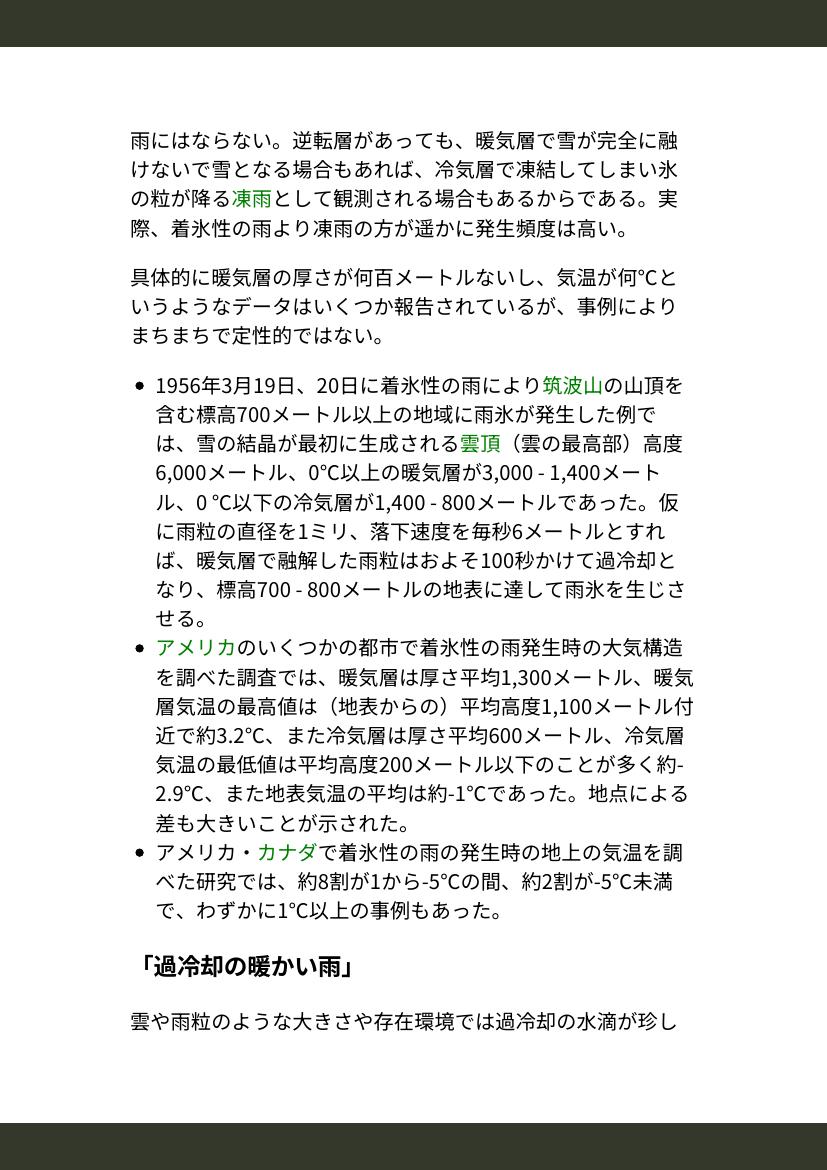 雨にはならない。逆転層があっても、暖気層で雪が完全に融
けないで雪となる場合もあれば、冷気層で凍結してしまい氷
の粒が降る凍雨として観測される場合もあるからである。実
際、着氷性の雨より凍雨の方が遥かに発生頻度は高い。
具体的に暖気層の厚さが何百メートルないし、気温が何℃と
いうようなデータはいくつか報告されているが、事例により
まちまちで定性的ではない。
• 1956年3月19日、20日に着氷性の雨により筑波山の山頂を
含む標高700メートル以上の地域に雨氷が発生した例で
は、雪の結晶が最初に生成される雲頂（雲の最高部）高度
6,000メートル、0℃以上の暖気層が3,000 - 1,400メート
ル、0 ℃以下の冷気層が1,400 - 800メートルであった。仮
に雨粒の直径を1ミリ、落下速度を毎秒6メートルとすれ
ば、暖気層で融解した雨粒はおよそ100秒かけて過冷却と
なり、標高700 - 800メートルの地表に達して雨氷を生じさ
せる。
• アメリカのいくつかの都市で着氷性の雨発生時の大気構造
を調べた調査では、暖気層は厚さ平均1,300メートル、暖気
層気温の最高値は（地表からの）平均高度1,100メートル付
近で約3.2℃、また冷気層は厚さ平均600メートル、冷気層
気温の最低値は平均高度200メートル以下のことが多く約-
2.9℃、また地表気温の平均は約-1℃であった。地点による
差も大きいことが示された。
• アメリカ・カナダで着氷性の雨の発生時の地上の気温を調
べた研究では、約8割が1から-5℃の間、約2割が-5℃未満
で、わずかに1℃以上の事例もあった。
「過冷却の暖かい雨」
雲や雨粒のような大きさや存在環境では過冷却の水滴が珍し